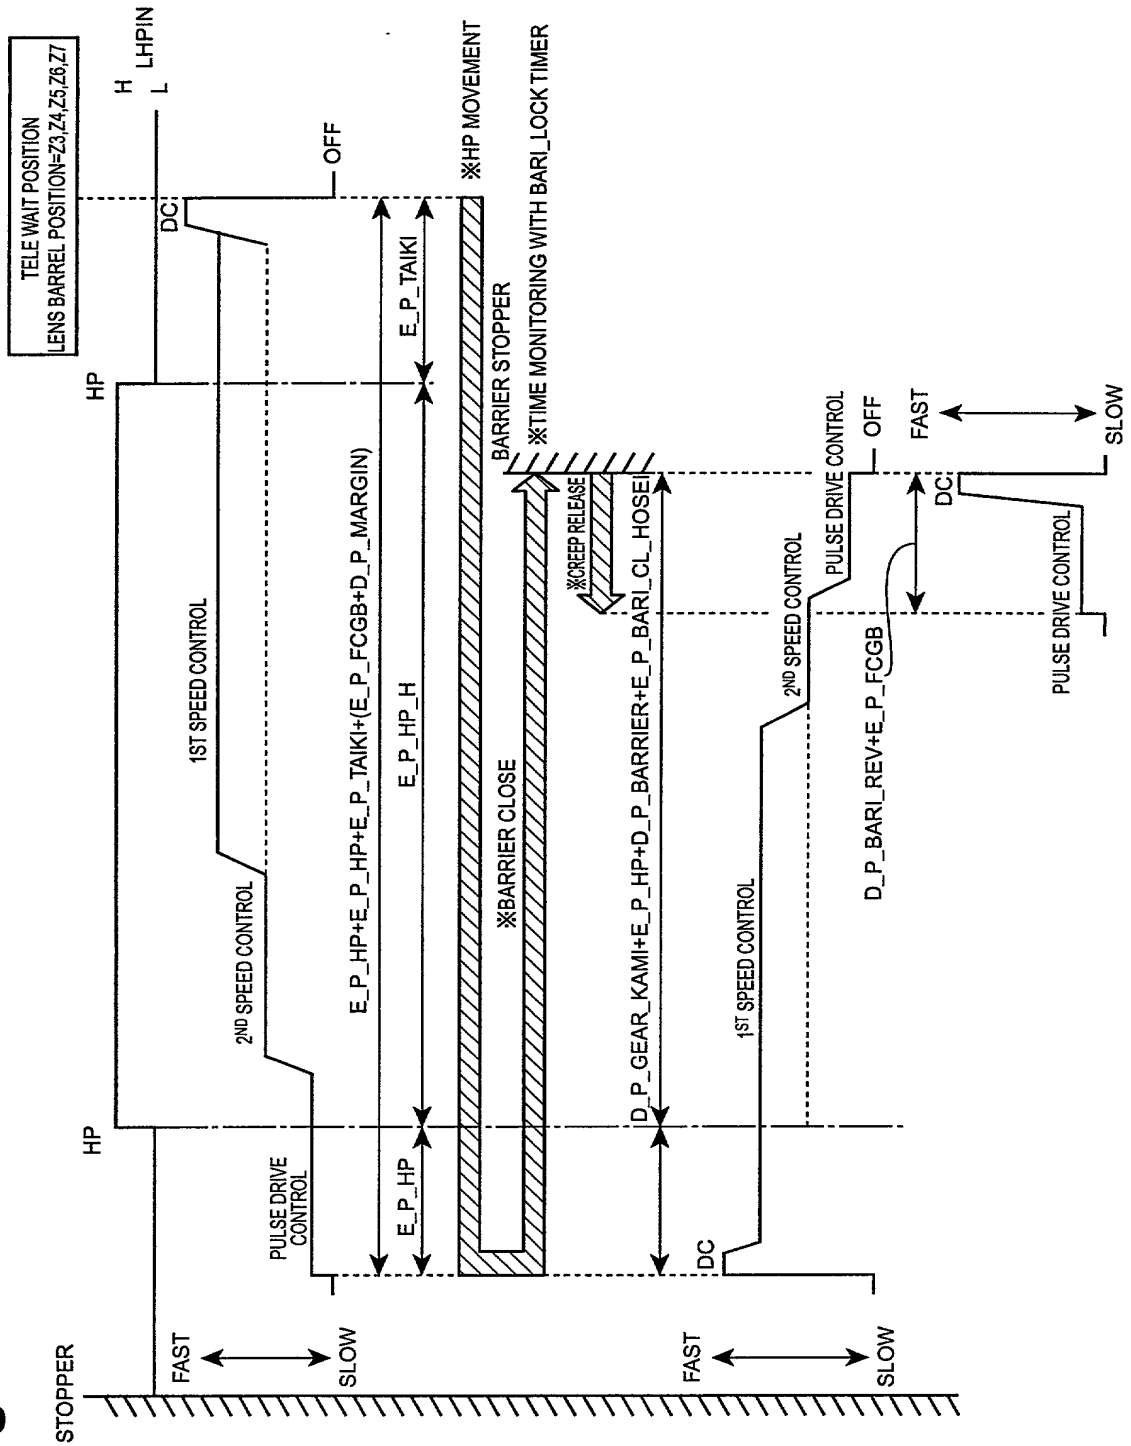 TELE WAIT POSITION
LENS BARREL POSITION=Z3,Z4,Z5,Z6,Z7
STOPPER
HP
HP
H
L
LHPIN
FAST
SLOW
PULSE DRIVE
CONTROL
2ND SPEED CONTROL
1ST SPEED CONTROL
DC
OFF
E_P_HP+E_P_HP_H+E_P_TAIKI+(E_P_FCGB+D_P_MARGIN)
E_P_HP
E_P_HP_H
E_P_TAIKI
※HP MOVEMENT
BARRIER STOPPER
※TIME MONITORING WITH BARI_LOCK TIMER
※BARRIER CLOSE
※CREEP RELEASE
D_P_GEAR_KAMI+E_P_HP+D_P_BARRIER+E_P_BARI_CL_HOSEI
FAST
SLOW
DC
1ST SPEED CONTROL
2ND SPEED CONTROL
PULSE DRIVE CONTROL
OFF
D_P_BARI_REV+E_P_FCGB
FAST
SLOW
DC
PULSE DRIVE CONTROL